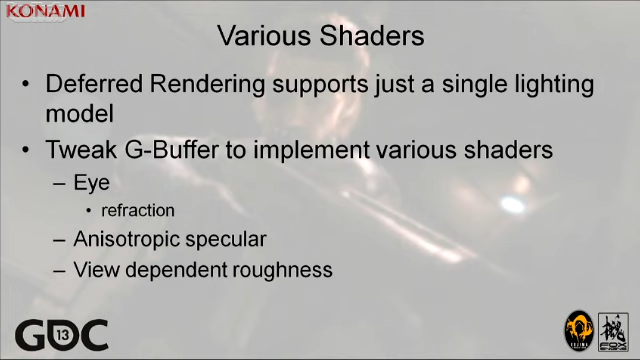 KONAMI
Various Shaders
• Deferred Rendering supports just a single lighting
model
• Tweak G-Buffer to implement various shaders
– Eye
• refraction
– Anisotropic specular
– View dependent roughness
GDC 13
FOX